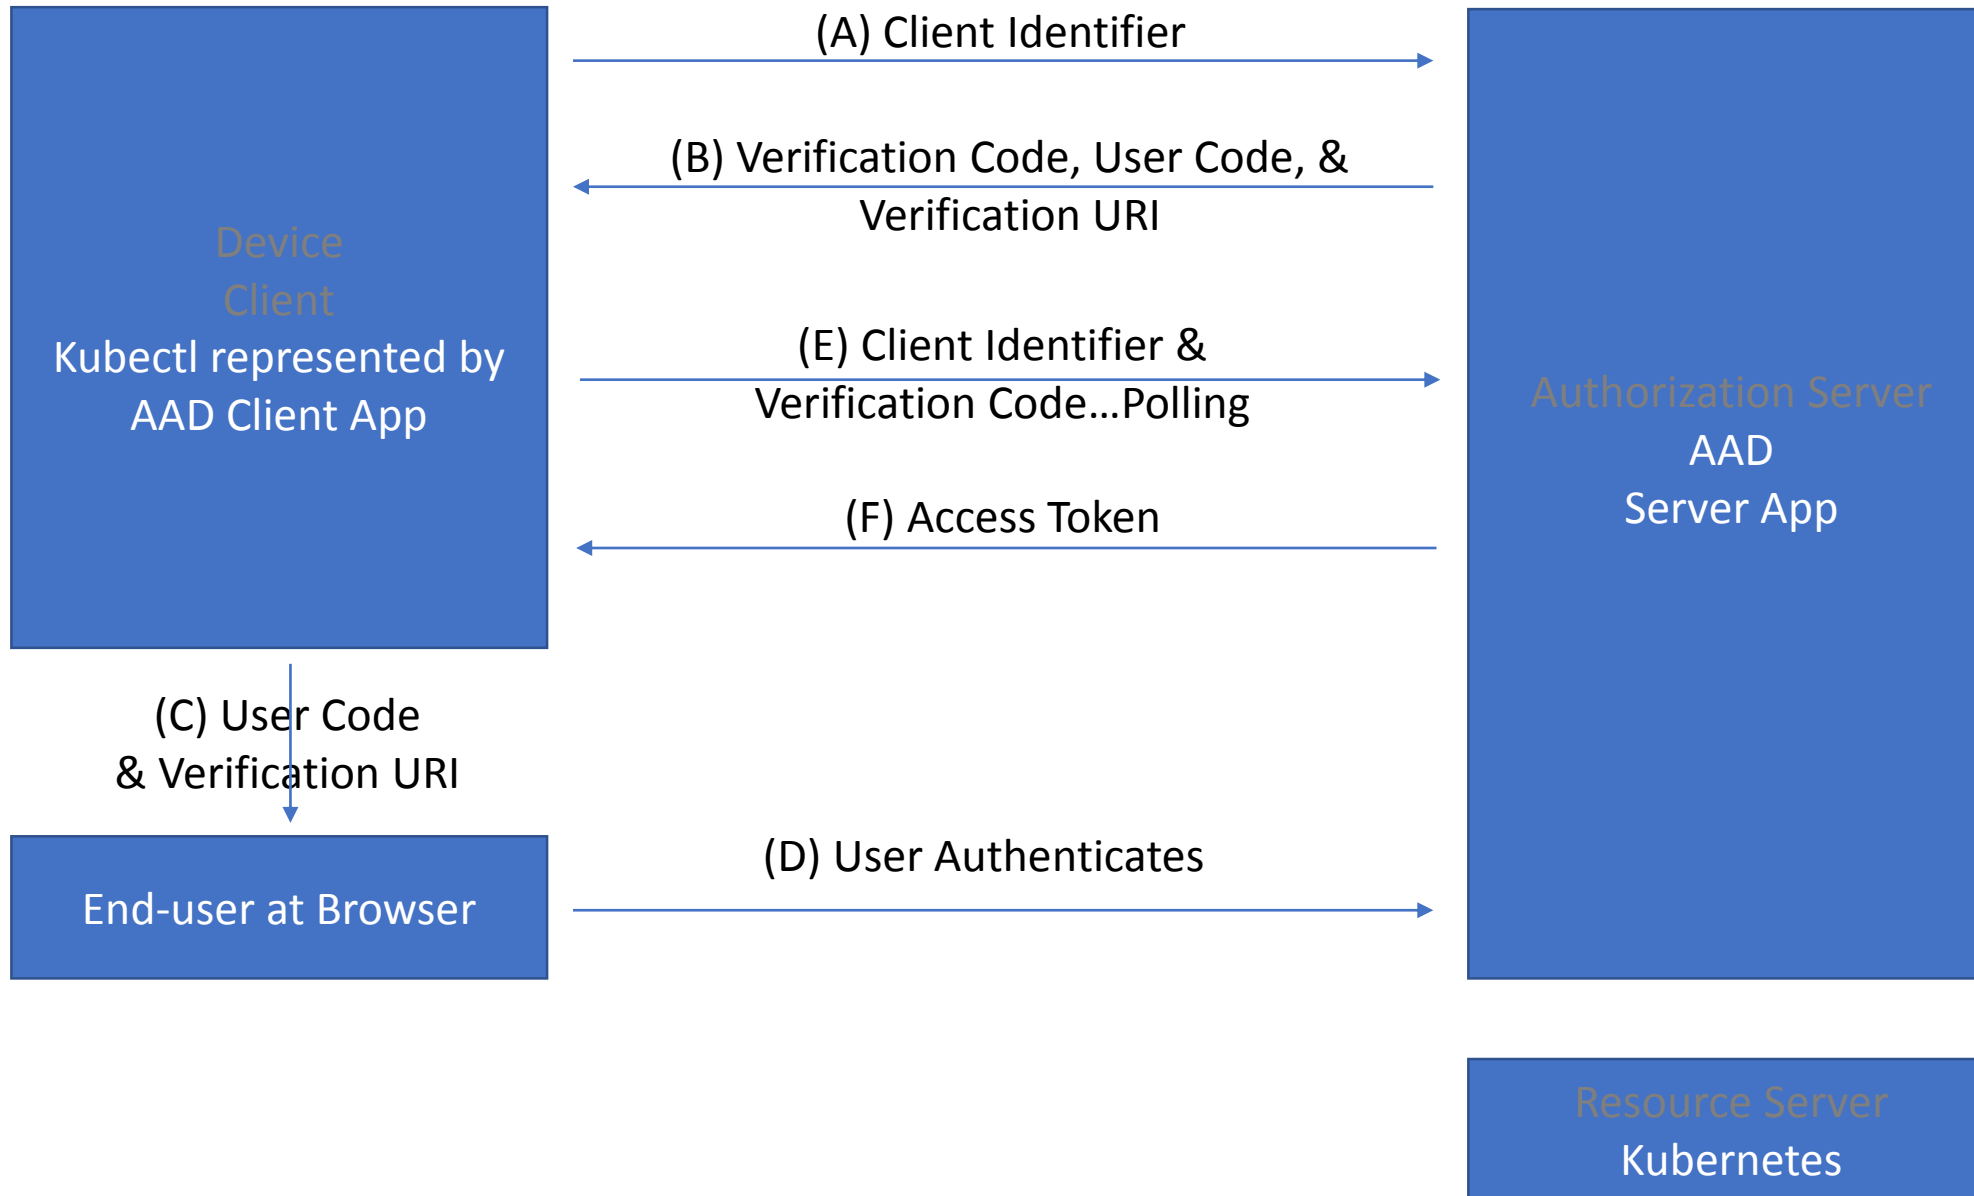 (A) Client Identifier
(B) Verification Code, User Code, &
Verification URI
Device
Client
Kubectl represented by
AAD Client App
(E) Client Identifier &
Verification Code...Polling
Authorization Server
AAD
Server App
(F) Access Token
(C) User Code
& Verification URI
(D) User Authenticates
End-user at Browser
Resource Server
Kubernetes